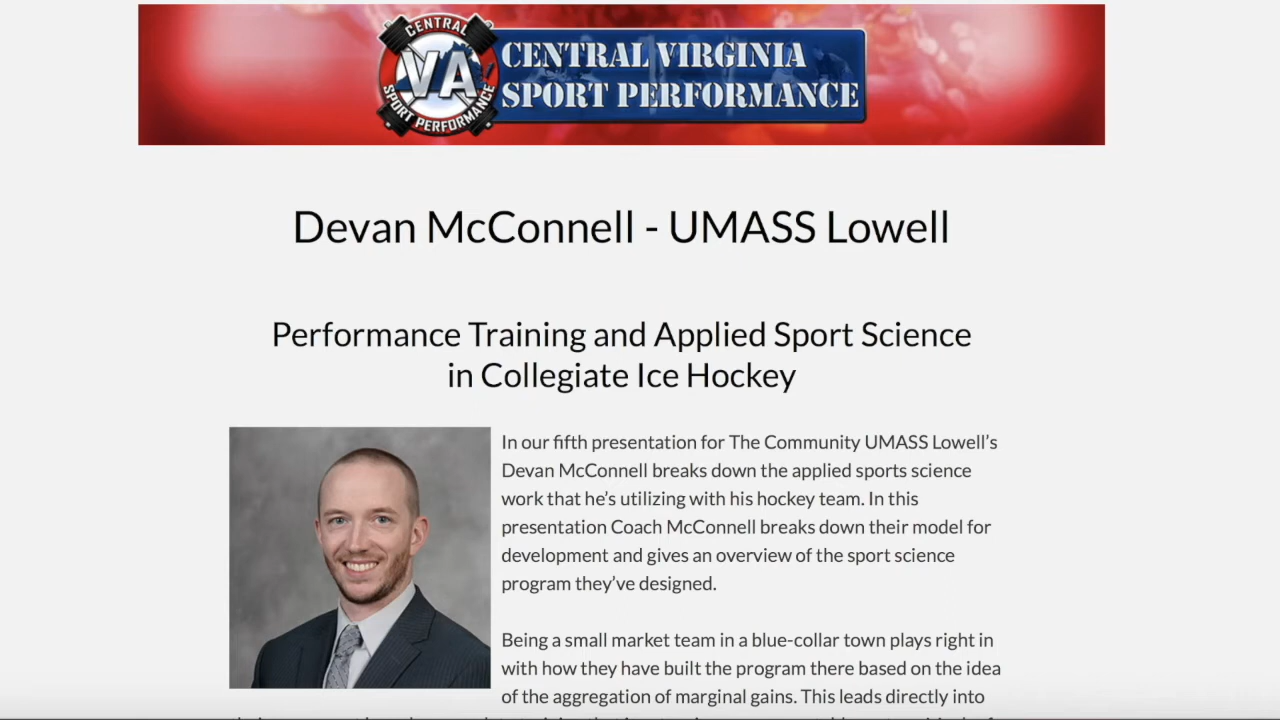 CENTRAL
VA
SPORT PERFORMANCE
CENTRAL VIRGINIA
SPORT PERFORMANCE
Devan McConnell - UMASS Lowell
Performance Training and Applied Sport Science
in Collegiate Ice Hockey
In our fifth presentation for The Community UMASS Lowell's
Devan McConnell breaks down the applied sports science
work that he's utilizing with his hockey team. In this
presentation Coach McConnell breaks down their model for
development and gives an overview of the sport science
program they've designed.
Being a small market team in a blue-collar town plays right in
with how they have built the program there based on the idea
of the aggregation of marginal gains. This leads directly into